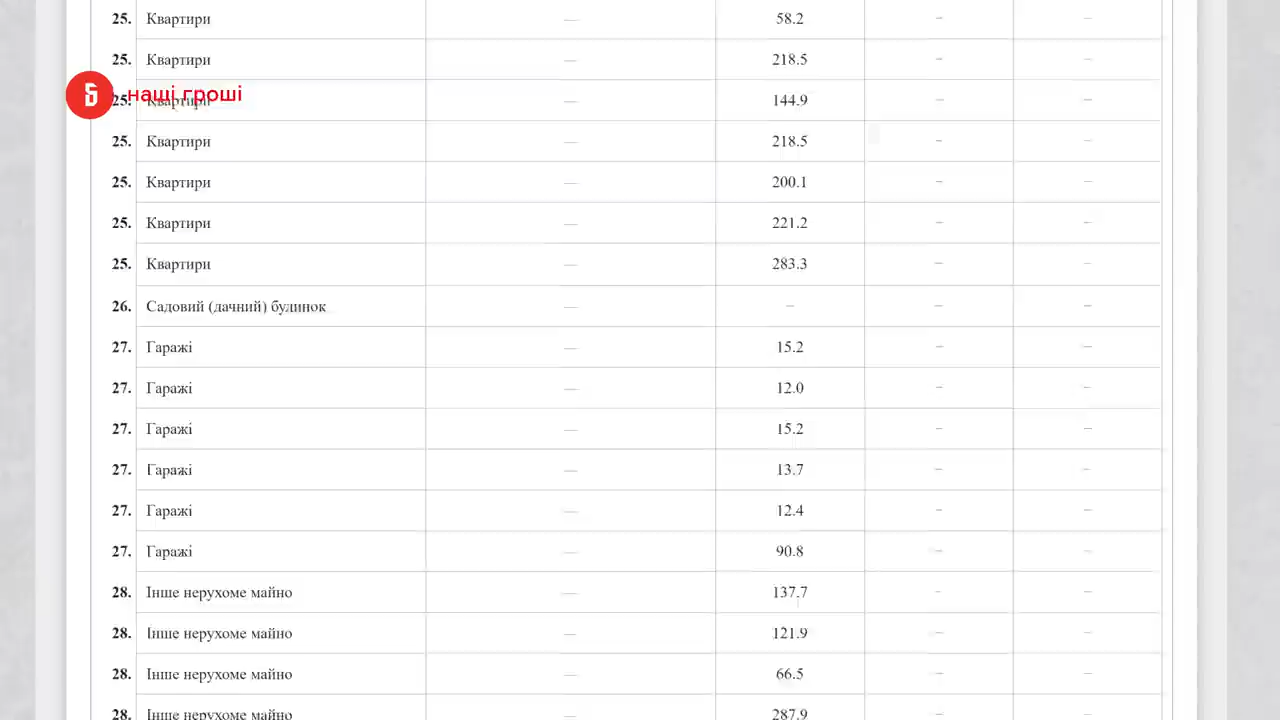 25. Квартири — 58.2 – –
25. Квартири — 218.5 – –
Б наші гроші
25. Квартири — 144.9 – –
25. Квартири — 218.5 – –
25. Квартири — 200.1 – –
25. Квартири — 221.2 – –
25. Квартири — 283.3 – –
26. Садовий (дачний) будинок — – – –
27. Гаражі — 15.2 – –
27. Гаражі — 12.0 – –
27. Гаражі — 15.2 – –
27. Гаражі — 13.7 – –
27. Гаражі — 12.4 – –
27. Гаражі — 90.8 – –
28. Інше нерухоме майно — 137.7 – –
28. Інше нерухоме майно — 121.9 – –
28. Інше нерухоме майно — 66.5 – –
28. Інше нерухоме майно — 287.9 – –